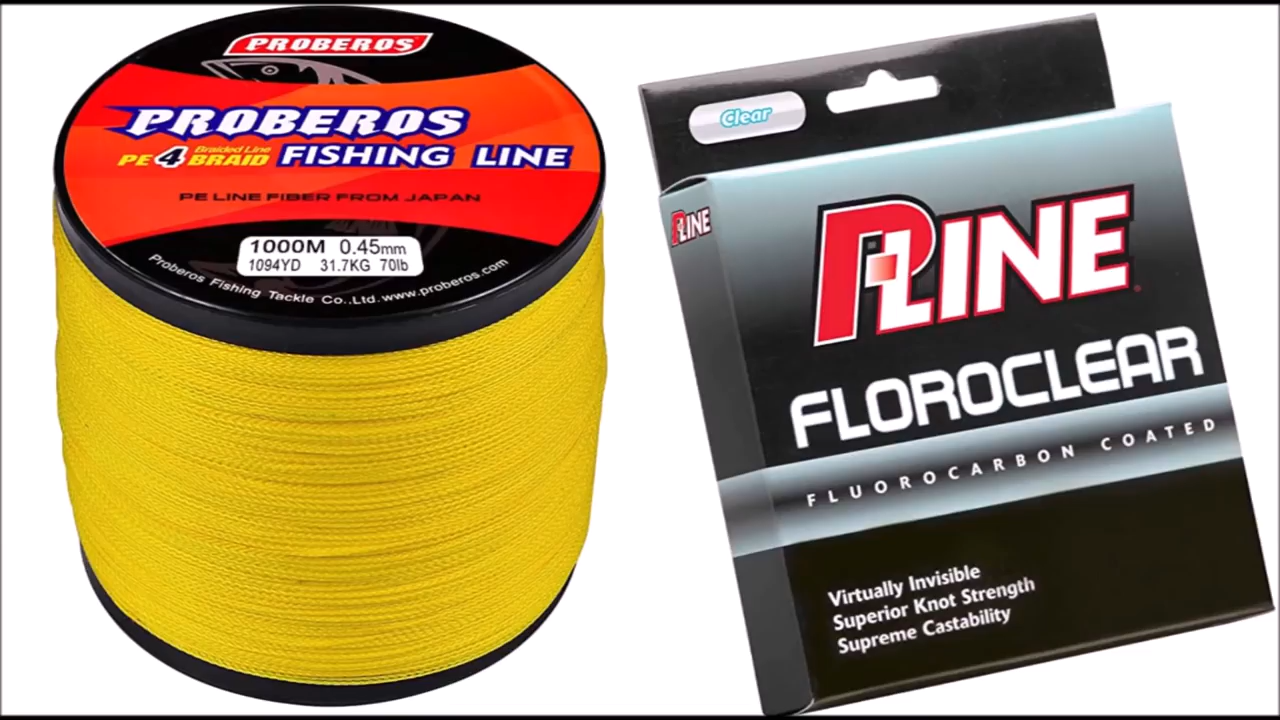 PROBEROS
PROBEROS
PE 4 Braided Line BRAID FISHING LINE
PE LINE FIBER FROM JAPAN
1000M 0.45mm
1094YD 31.7KG 70lb
Proberos Fishing Tackle Co.,Ltd. www.proberos.com
Clear
PLINE
PLINE
FLOROCLEAR
FLUOROCARBON COATED
Virtually Invisible
Superior Knot Strength
Supreme Castability